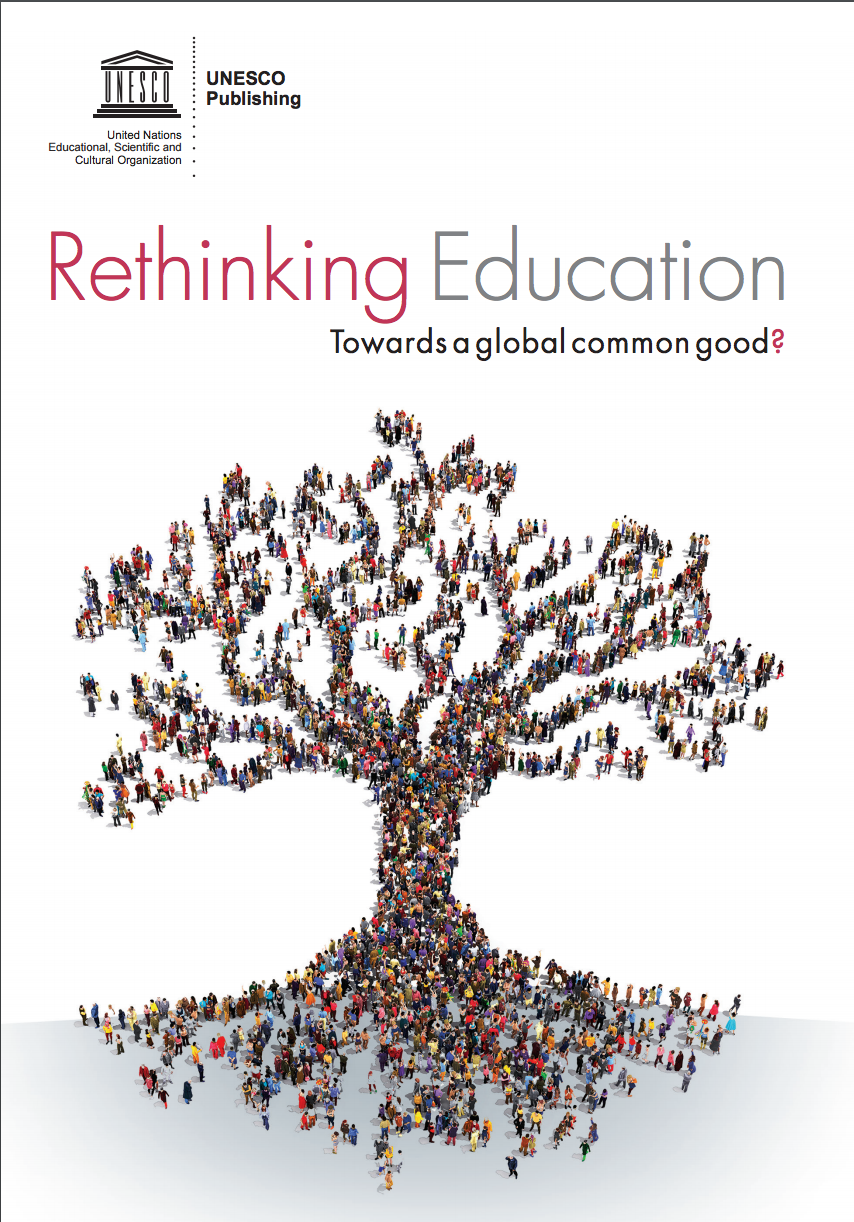 UNESCO
United Nations
Educational, Scientific and
Cultural Organization
UNESCO
Publishing
Rethinking Education
Towards a global common good?